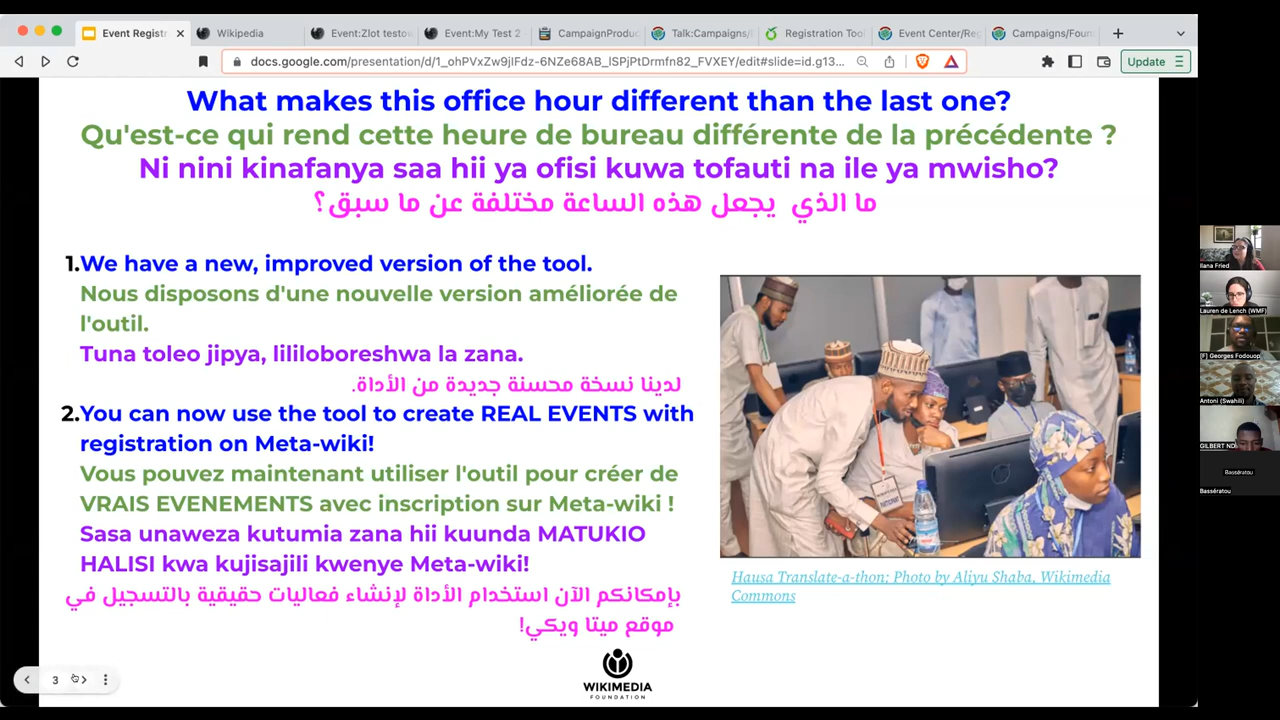 Event Registr
Wikipedia
Event:Zlot testow
Event:My Test 2
CampaignProduc
Talk:Campaigns/
Registration Tool
Event Center/Reg
Campaigns/Foun
docs.google.com/presentation/d/1_ohPVxZw9jIFdz-6NZe68AB_lSPjPtDrmfn82_FVXEY/edit#slide=id.g13...
Update
What makes this office hour different than the last one?
Qu'est-ce qui rend cette heure de bureau différente de la précédente ?
Ni nini kinafanya saa hii ya ofisi kuwa tofauti na ile ya mwisho?
ما الذي يجعل هذه الساعة مختلفة عن ما سبق؟
1.We have a new, improved version of the tool.
Nous disposons d'une nouvelle version améliorée de
l'outil.
Tuna toleo jipya, lililoboreshwa la zana.
لدينا نسخة محسنة جديدة من الأداة.
2.You can now use the tool to create REAL EVENTS with
registration on Meta-wiki!
Vous pouvez maintenant utiliser l'outil pour créer de
VRAIS EVENEMENTS avec inscription sur Meta-wiki !
Sasa unaweza kutumia zana hii kuunda MATUKIO
HALISI kwa kujisajili kwenye Meta-wiki!
بإمكانكم الآن استخدام الأداة لإنشاء فعاليات حقيقية بالتسجيل في
موقع ميتا ويكي!
Hausa Translate-a-thon; Photo by Aliyu Shaba, Wikimedia
Commons
WIKIMEDIA
FOUNDATION
3
Ilana Fried
Lauren de Lench (WMF)
[F] Georges Fodouop
Antoni (Swahili)
GILBERT ND
Bassératou
Bassératou